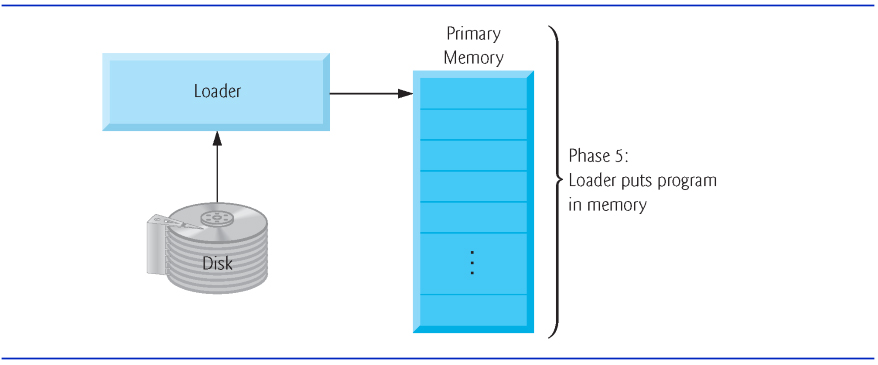 Primary
Memory
Loader
Phase 5:
Loader puts program
in memory
Disk